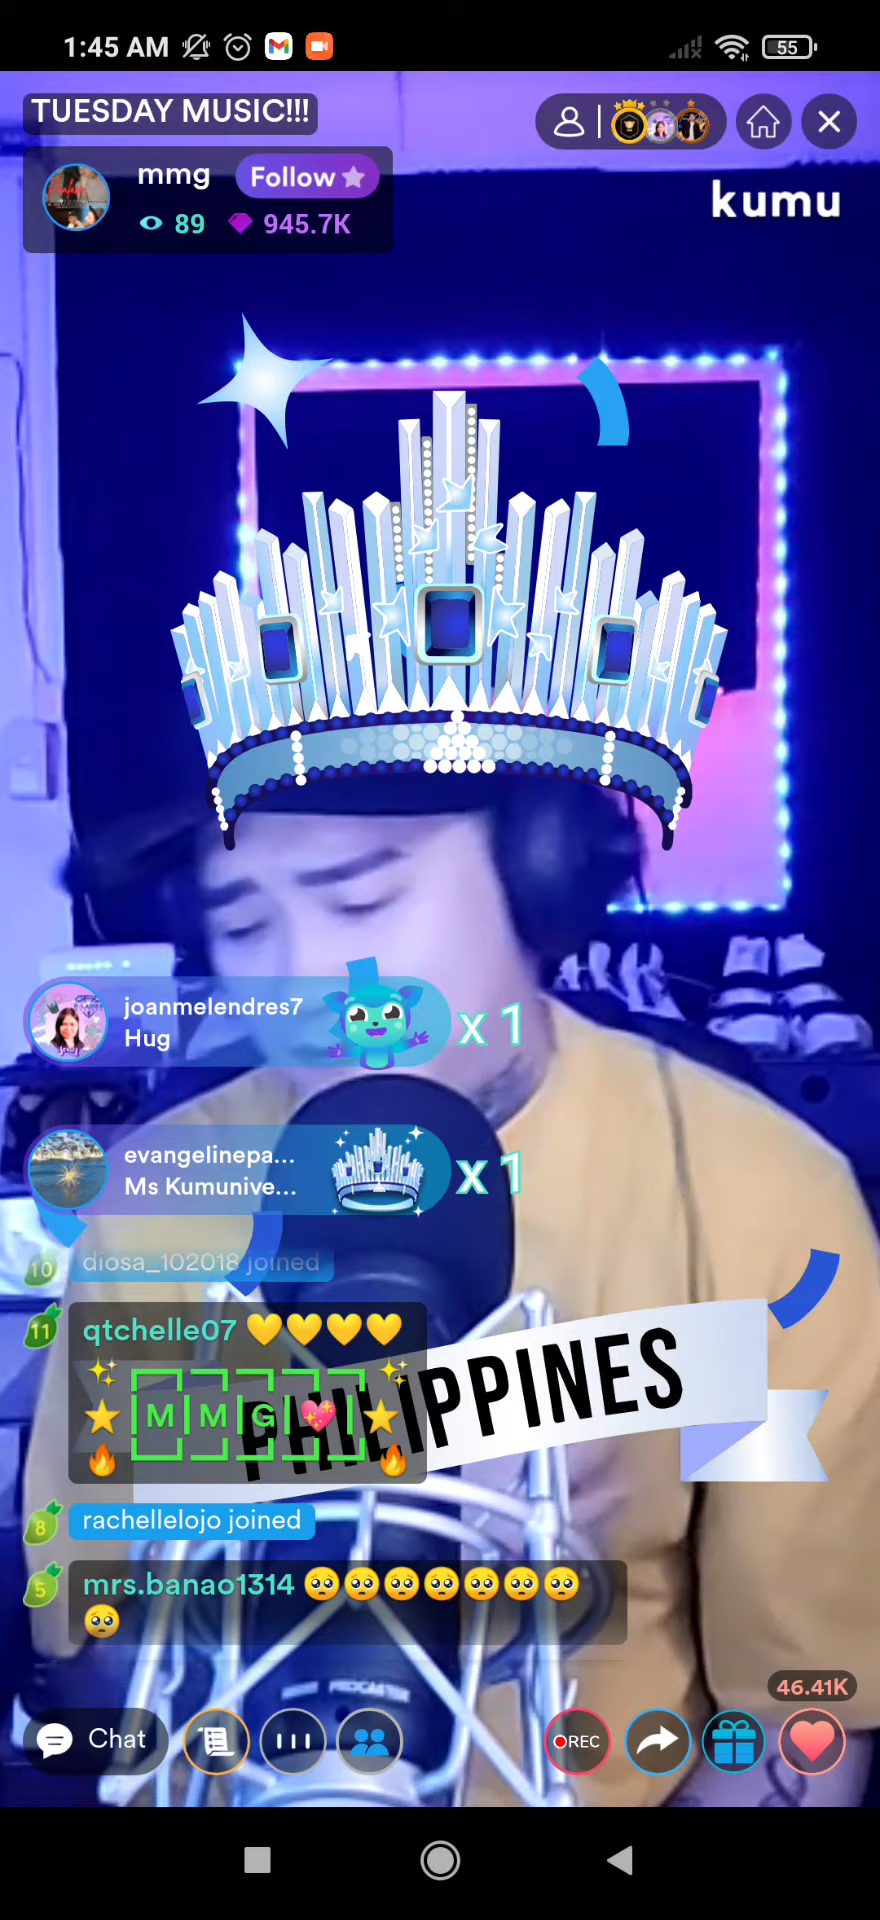 1:45 AM
55
TUESDAY MUSIC!!!
mmg
Follow
89
945.7K
kumu
joanmelendres7
Hug
x 1
evangelinepa...
Ms Kumunive...
x 1
10 diosa_102018 joined
11 qtchelle07 💛💛💛💛
M M G
PHILIPPINES
8 rachellelojo joined
5 mrs.banao1314 🥺🥺🥺🥺🥺🥺🥺
🥺
PROCASTER
46.41K
Chat
REC